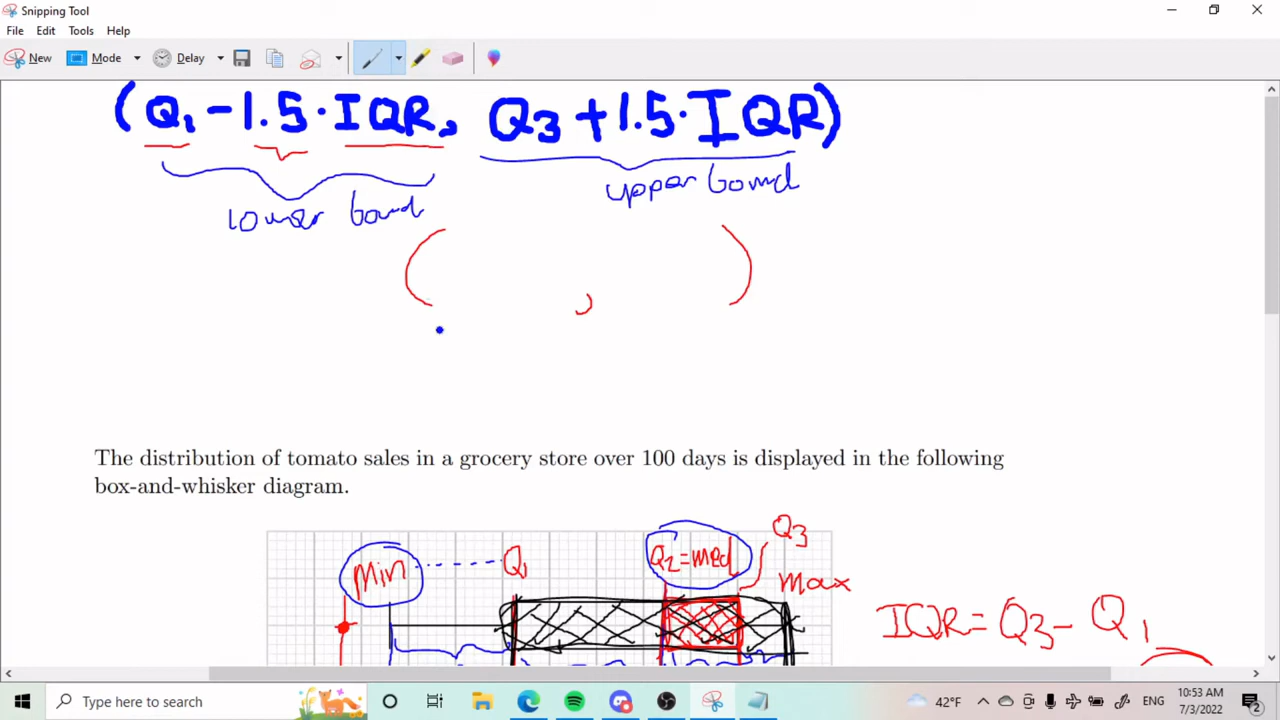 Snipping Tool
File Edit Tools Help
New Mode Delay
(Q1 - 1.5 · IQR, Q3 + 1.5 · IQR)
lower bound
upper bound
( , )
The distribution of tomato sales in a grocery store over 100 days is displayed in the following
box-and-whisker diagram.
Min Q1 Q2 = med Q3
max
IQR = Q3 - Q1
Type here to search
42°F
ENG
10:53 AM
7/3/2022
2